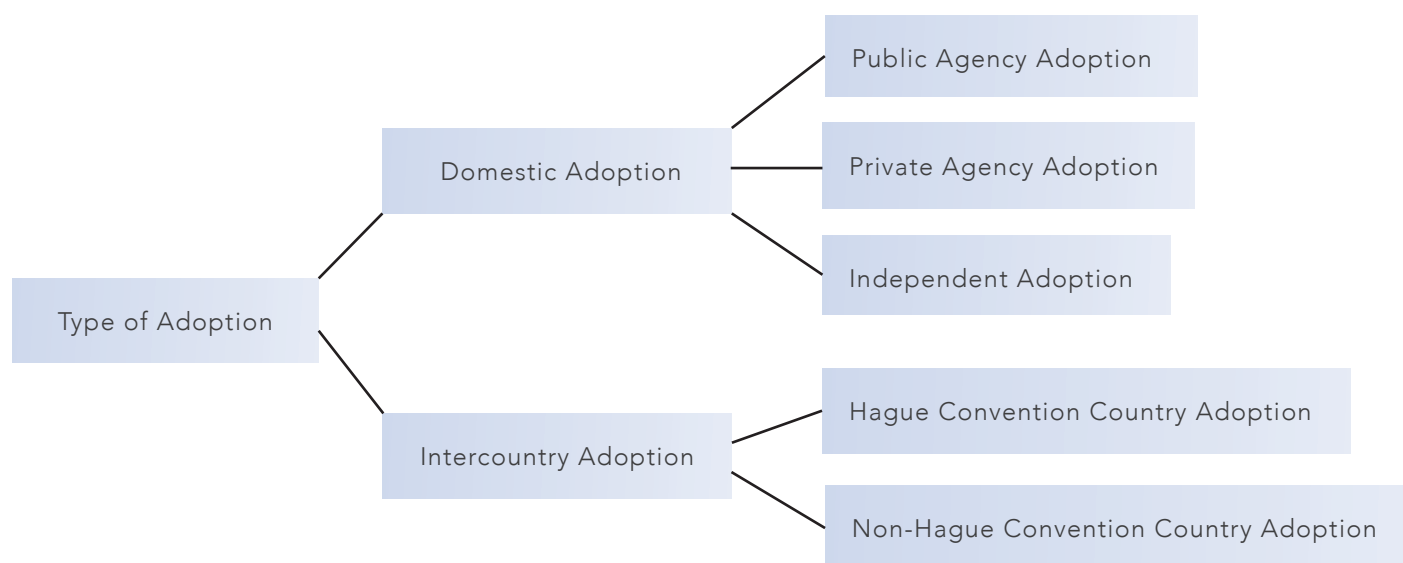 Type of Adoption
Domestic Adoption
Public Agency Adoption
Private Agency Adoption
Independent Adoption
Intercountry Adoption
Hague Convention Country Adoption
Non-Hague Convention Country Adoption